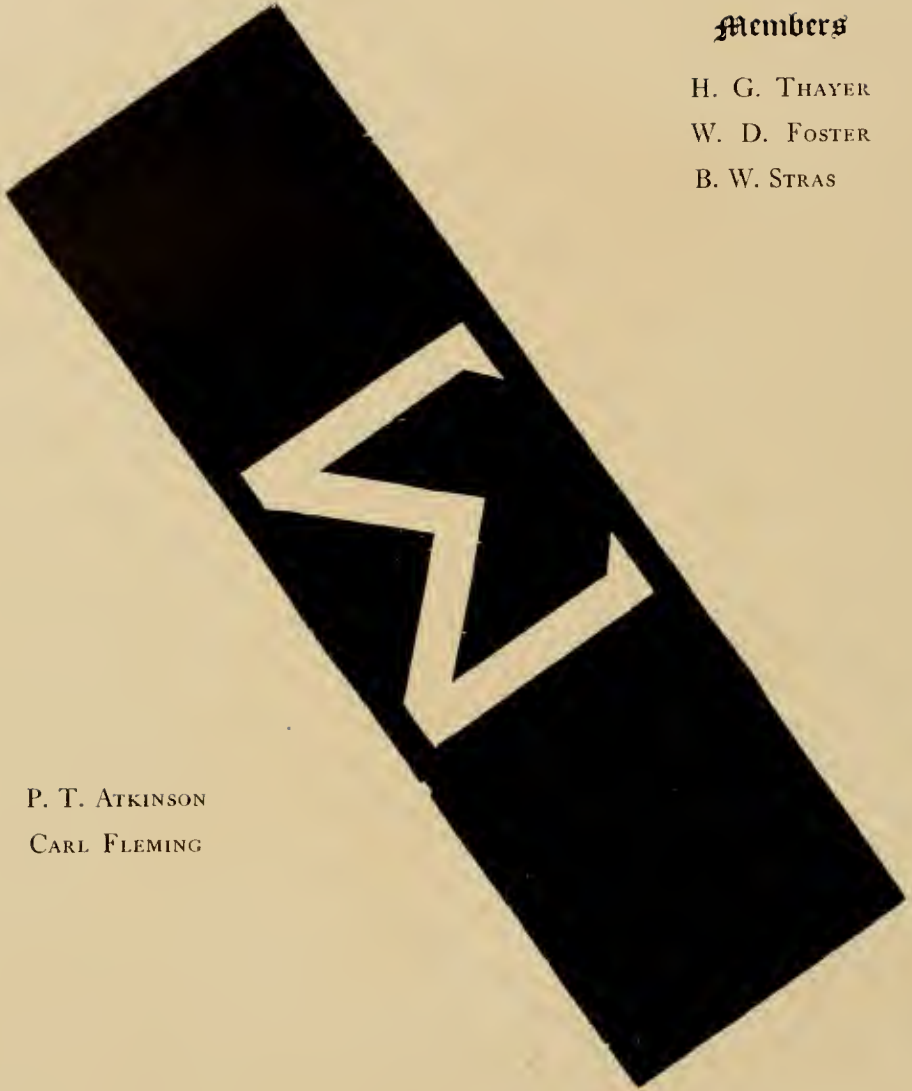 Members
H. G. Thayer
W. D. Foster
B. W. Stras
Σ
P. T. Atkinson
Carl Fleming